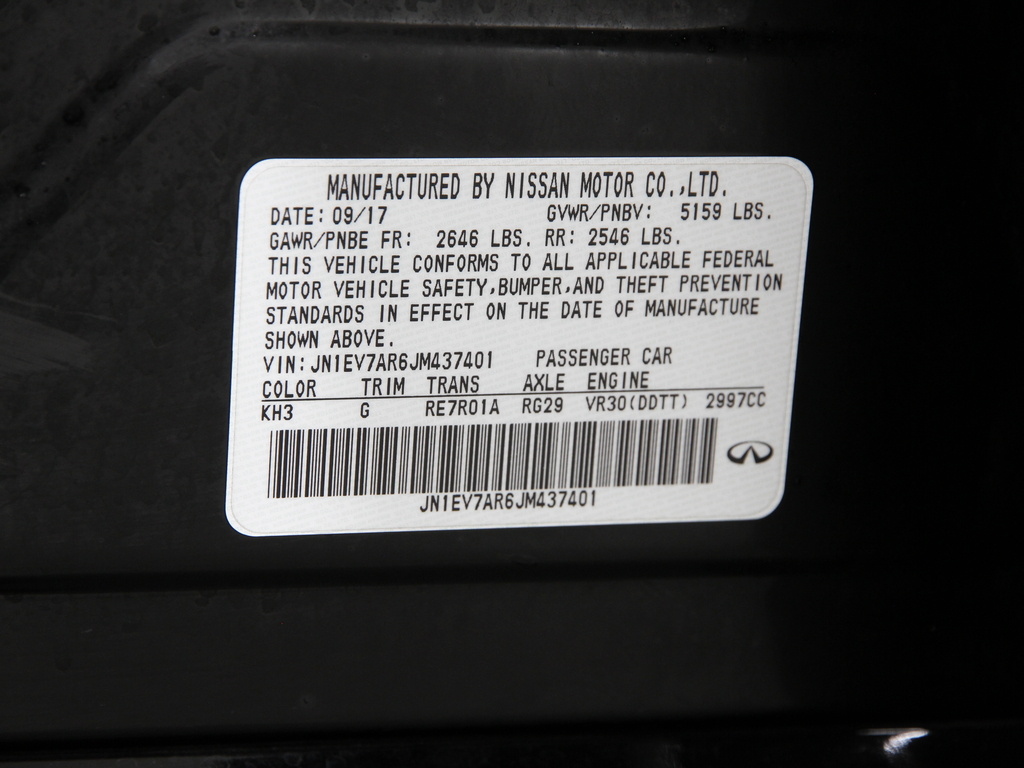 MANUFACTURED BY NISSAN MOTOR CO.,LTD.
DATE: 09/17 GVWR/PNBV: 5159 LBS.
GAWR/PNBE FR: 2646 LBS. RR: 2546 LBS.
THIS VEHICLE CONFORMS TO ALL APPLICABLE FEDERAL
MOTOR VEHICLE SAFETY,BUMPER,AND THEFT PREVENTION
STANDARDS IN EFFECT ON THE DATE OF MANUFACTURE
SHOWN ABOVE.
VIN: JN1EV7AR6JM437401 PASSENGER CAR
COLOR TRIM TRANS AXLE ENGINE
KH3 G RE7R01A RG29 VR30(DDTT) 2997CC
JN1EV7AR6JM437401